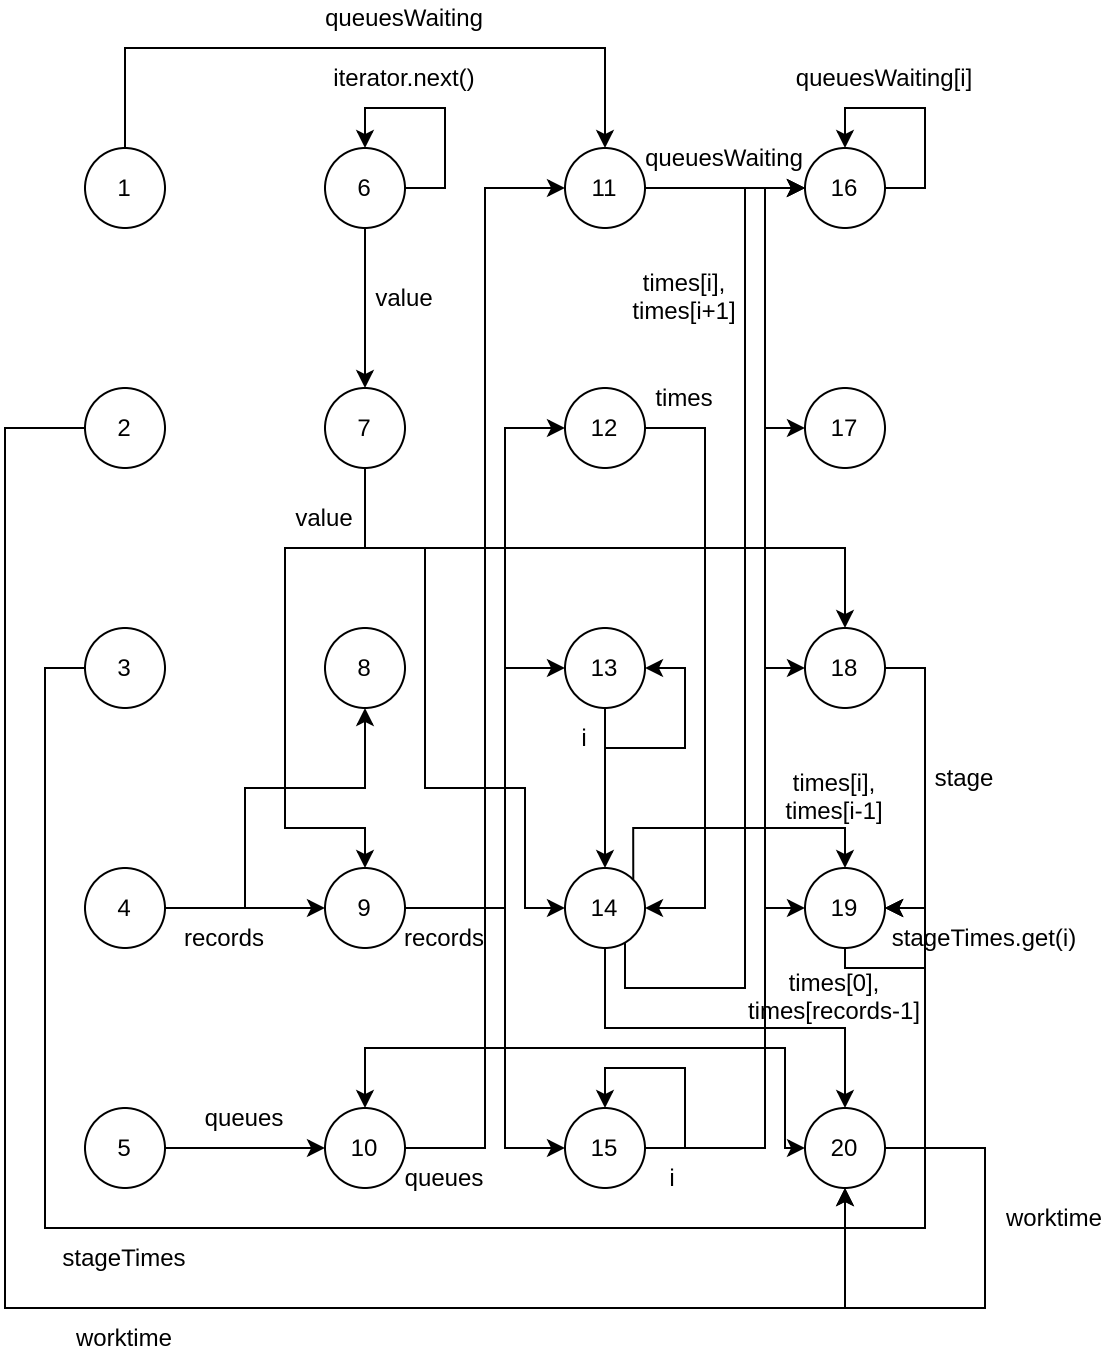 queuesWaiting
iterator.next()
queuesWaiting[i]
queuesWaiting
1
6
11
16
times[i],
times[i+1]
value
times
2
7
12
17
value
3
8
13
18
i
stage
times[i],
times[i-1]
4
9
14
19
records
records
stageTimes.get(i)
times[0],
times[records-1]
queues
5
10
15
20
queues
i
worktime
stageTimes
worktime